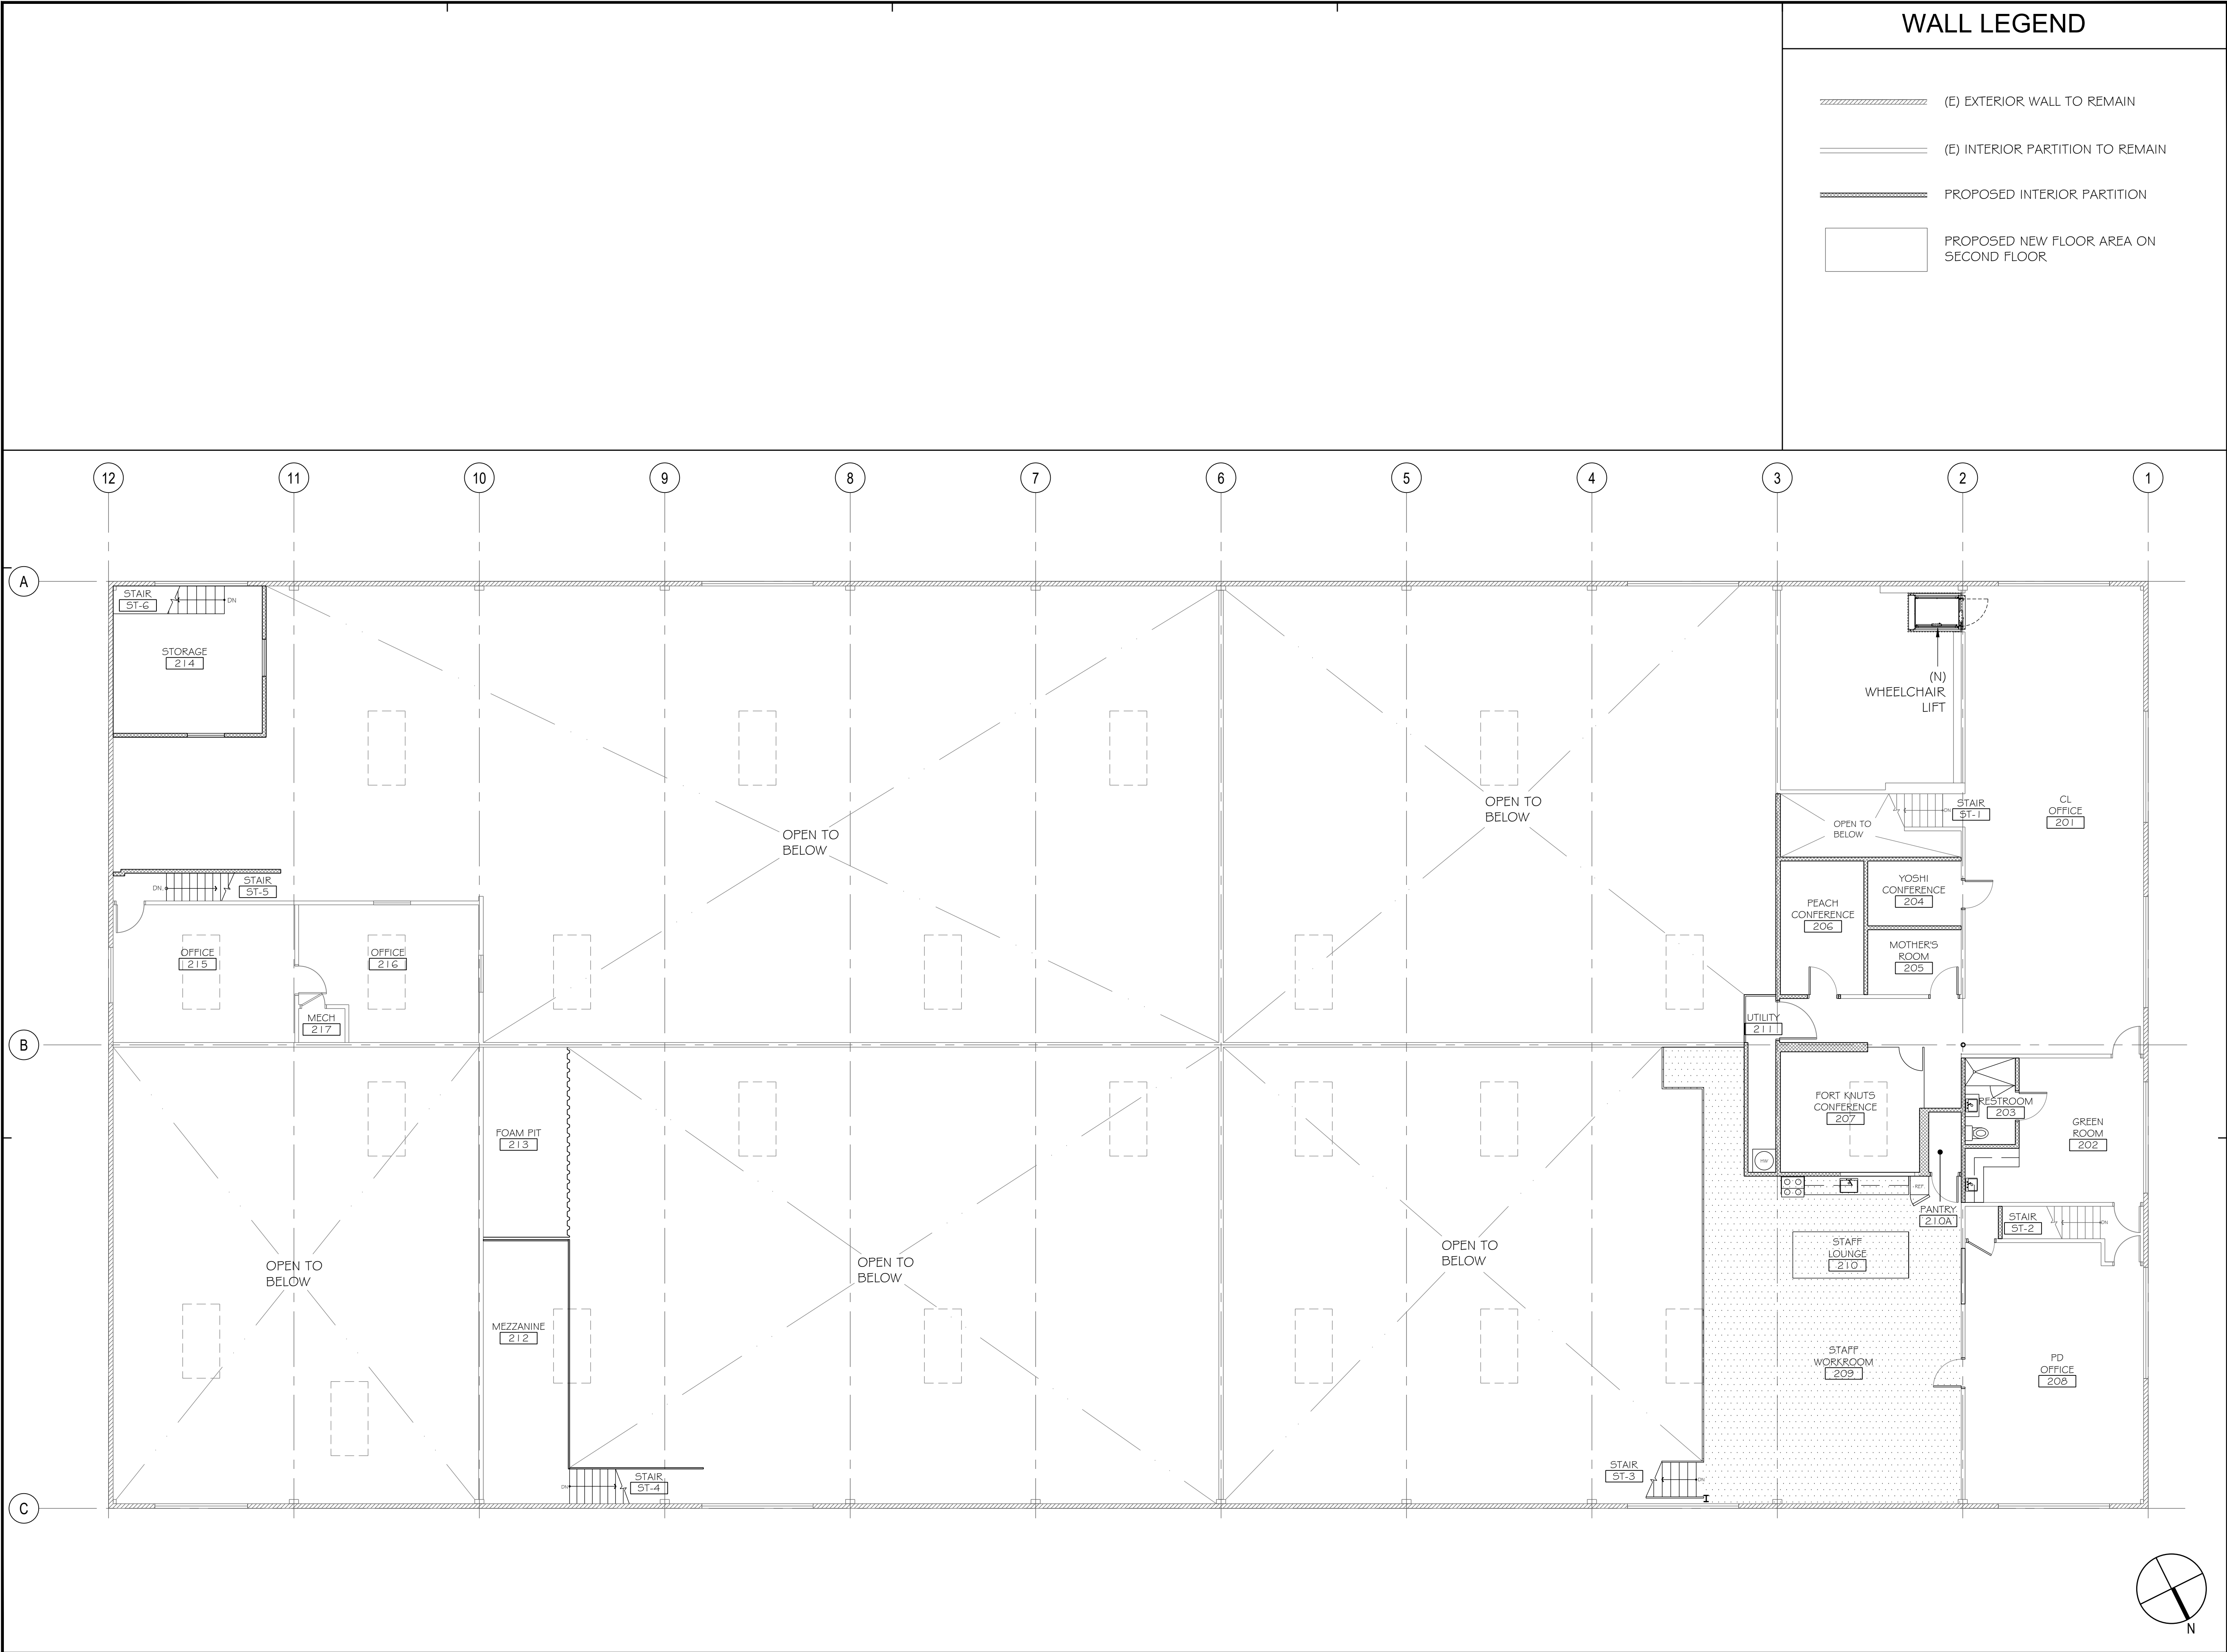 WALL LEGEND
(E) EXTERIOR WALL TO REMAIN
(E) INTERIOR PARTITION TO REMAIN
PROPOSED INTERIOR PARTITION
PROPOSED NEW FLOOR AREA ON
SECOND FLOOR
12
11
10
9
8
7
6
5
4
3
2
1
A
STAIR
ST-6
DN
STORAGE
214
(N)
WHEELCHAIR
LIFT
OPEN TO
BELOW
OPEN TO
BELOW
OPEN TO
BELOW
DN
STAIR
ST-1
CL
OFFICE
201
DN
STAIR
ST-5
YOSHI
CONFERENCE
204
PEACH
CONFERENCE
206
MOTHER'S
ROOM
205
OFFICE
215
OFFICE
216
MECH
217
UTILITY
211
B
FORT KNUTS
CONFERENCE
207
RESTROOM
203
GREEN
ROOM
202
FOAM PIT
213
REF.
PANTRY
210A
STAIR
ST-2
DN
STAFF
LOUNGE
210
OPEN TO
BELOW
OPEN TO
BELOW
OPEN TO
BELOW
MEZZANINE
212
STAFF
WORKROOM
209
PD
OFFICE
208
STAIR
ST-4
DN
STAIR
ST-3
DN
C
N